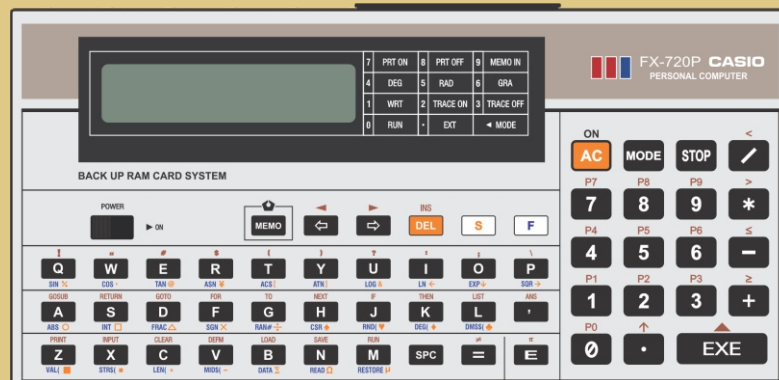 7 PRT ON 8 PRT OFF 9 MEMO IN
4 DEG 5 RAD 6 GRA
1 WRT 2 TRACE ON 3 TRACE OFF
0 RUN · EXT ◄ MODE
FX-720P CASIO
PERSONAL COMPUTER
BACK UP RAM CARD SYSTEM
POWER
► ON
INS
MEMO ⇦ ⇨ DEL S F
! " # $ ( ) ? : ; \
Q W E R T Y U I O P
SIN % COS TAN @ ASN ¥ ACS [ ATN ] LOG & LN ← EXP ↓ SQR →
GOSUB RETURN GOTO FOR TO NEXT IF THEN LIST ANS
A S D F G H J K L ,
ABS ○ INT □ FRAC △ SGN × RAN# ÷ CSR ♠ RND( ♥ DEG( ♦ DMS$( ♣
PRINT INPUT CLEAR DEFM LOAD SAVE RUN ≠ π
Z X C V B N M SPC = E
VAL( STR$( LEN( MID$( DATA Σ READ Ω RESTORE μ
ON <
AC MODE STOP /
P7 P8 P9 >
7 8 9 *
P4 P5 P6 ≤
4 5 6 −
P1 P2 P3 ≥
1 2 3 +
P0 ↑
0 · EXE